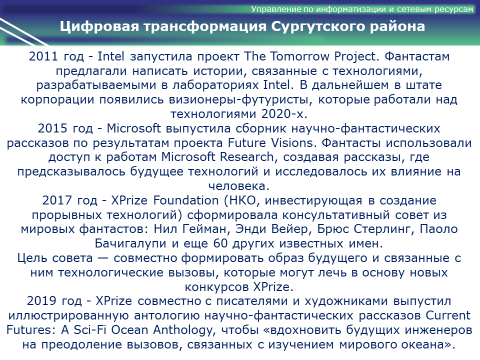 Управление по информатизации и сетевым ресурсам
Цифровая трансформация Сургутского района
2011 год - Intel запустила проект The Tomorrow Project. Фантастам
предлагали написать истории, связанные с технологиями,
разрабатываемыми в лабораториях Intel. В дальнейшем в штате
корпорации появились визионеры-футуристы, которые работали над
технологиями 2020-х.
2015 год - Microsoft выпустила сборник научно-фантастических
рассказов по результатам проекта Future Visions. Фантасты использовали
доступ к работам Microsoft Research, создавая рассказы, где
предсказывалось будущее технологий и исследовалось их влияние на
человека.
2017 год - XPrize Foundation (НКО, инвестирующая в создание
прорывных технологий) сформировала консультативный совет из
мировых фантастов: Нил Гейман, Энди Вейер, Брюс Стерлинг, Паоло
Бачигалупи и еще 60 других известных имен.
Цель совета — совместно формировать образ будущего и связанные с
ним технологические вызовы, которые могут лечь в основу новых
конкурсов XPrize.
2019 год - XPrize совместно с писателями и художниками выпустил
иллюстрированную антологию научно-фантастических рассказов Current
Futures: A Sci-Fi Ocean Anthology, чтобы «вдохновить будущих инженеров
на преодоление вызовов, связанных с изучением мирового океана».